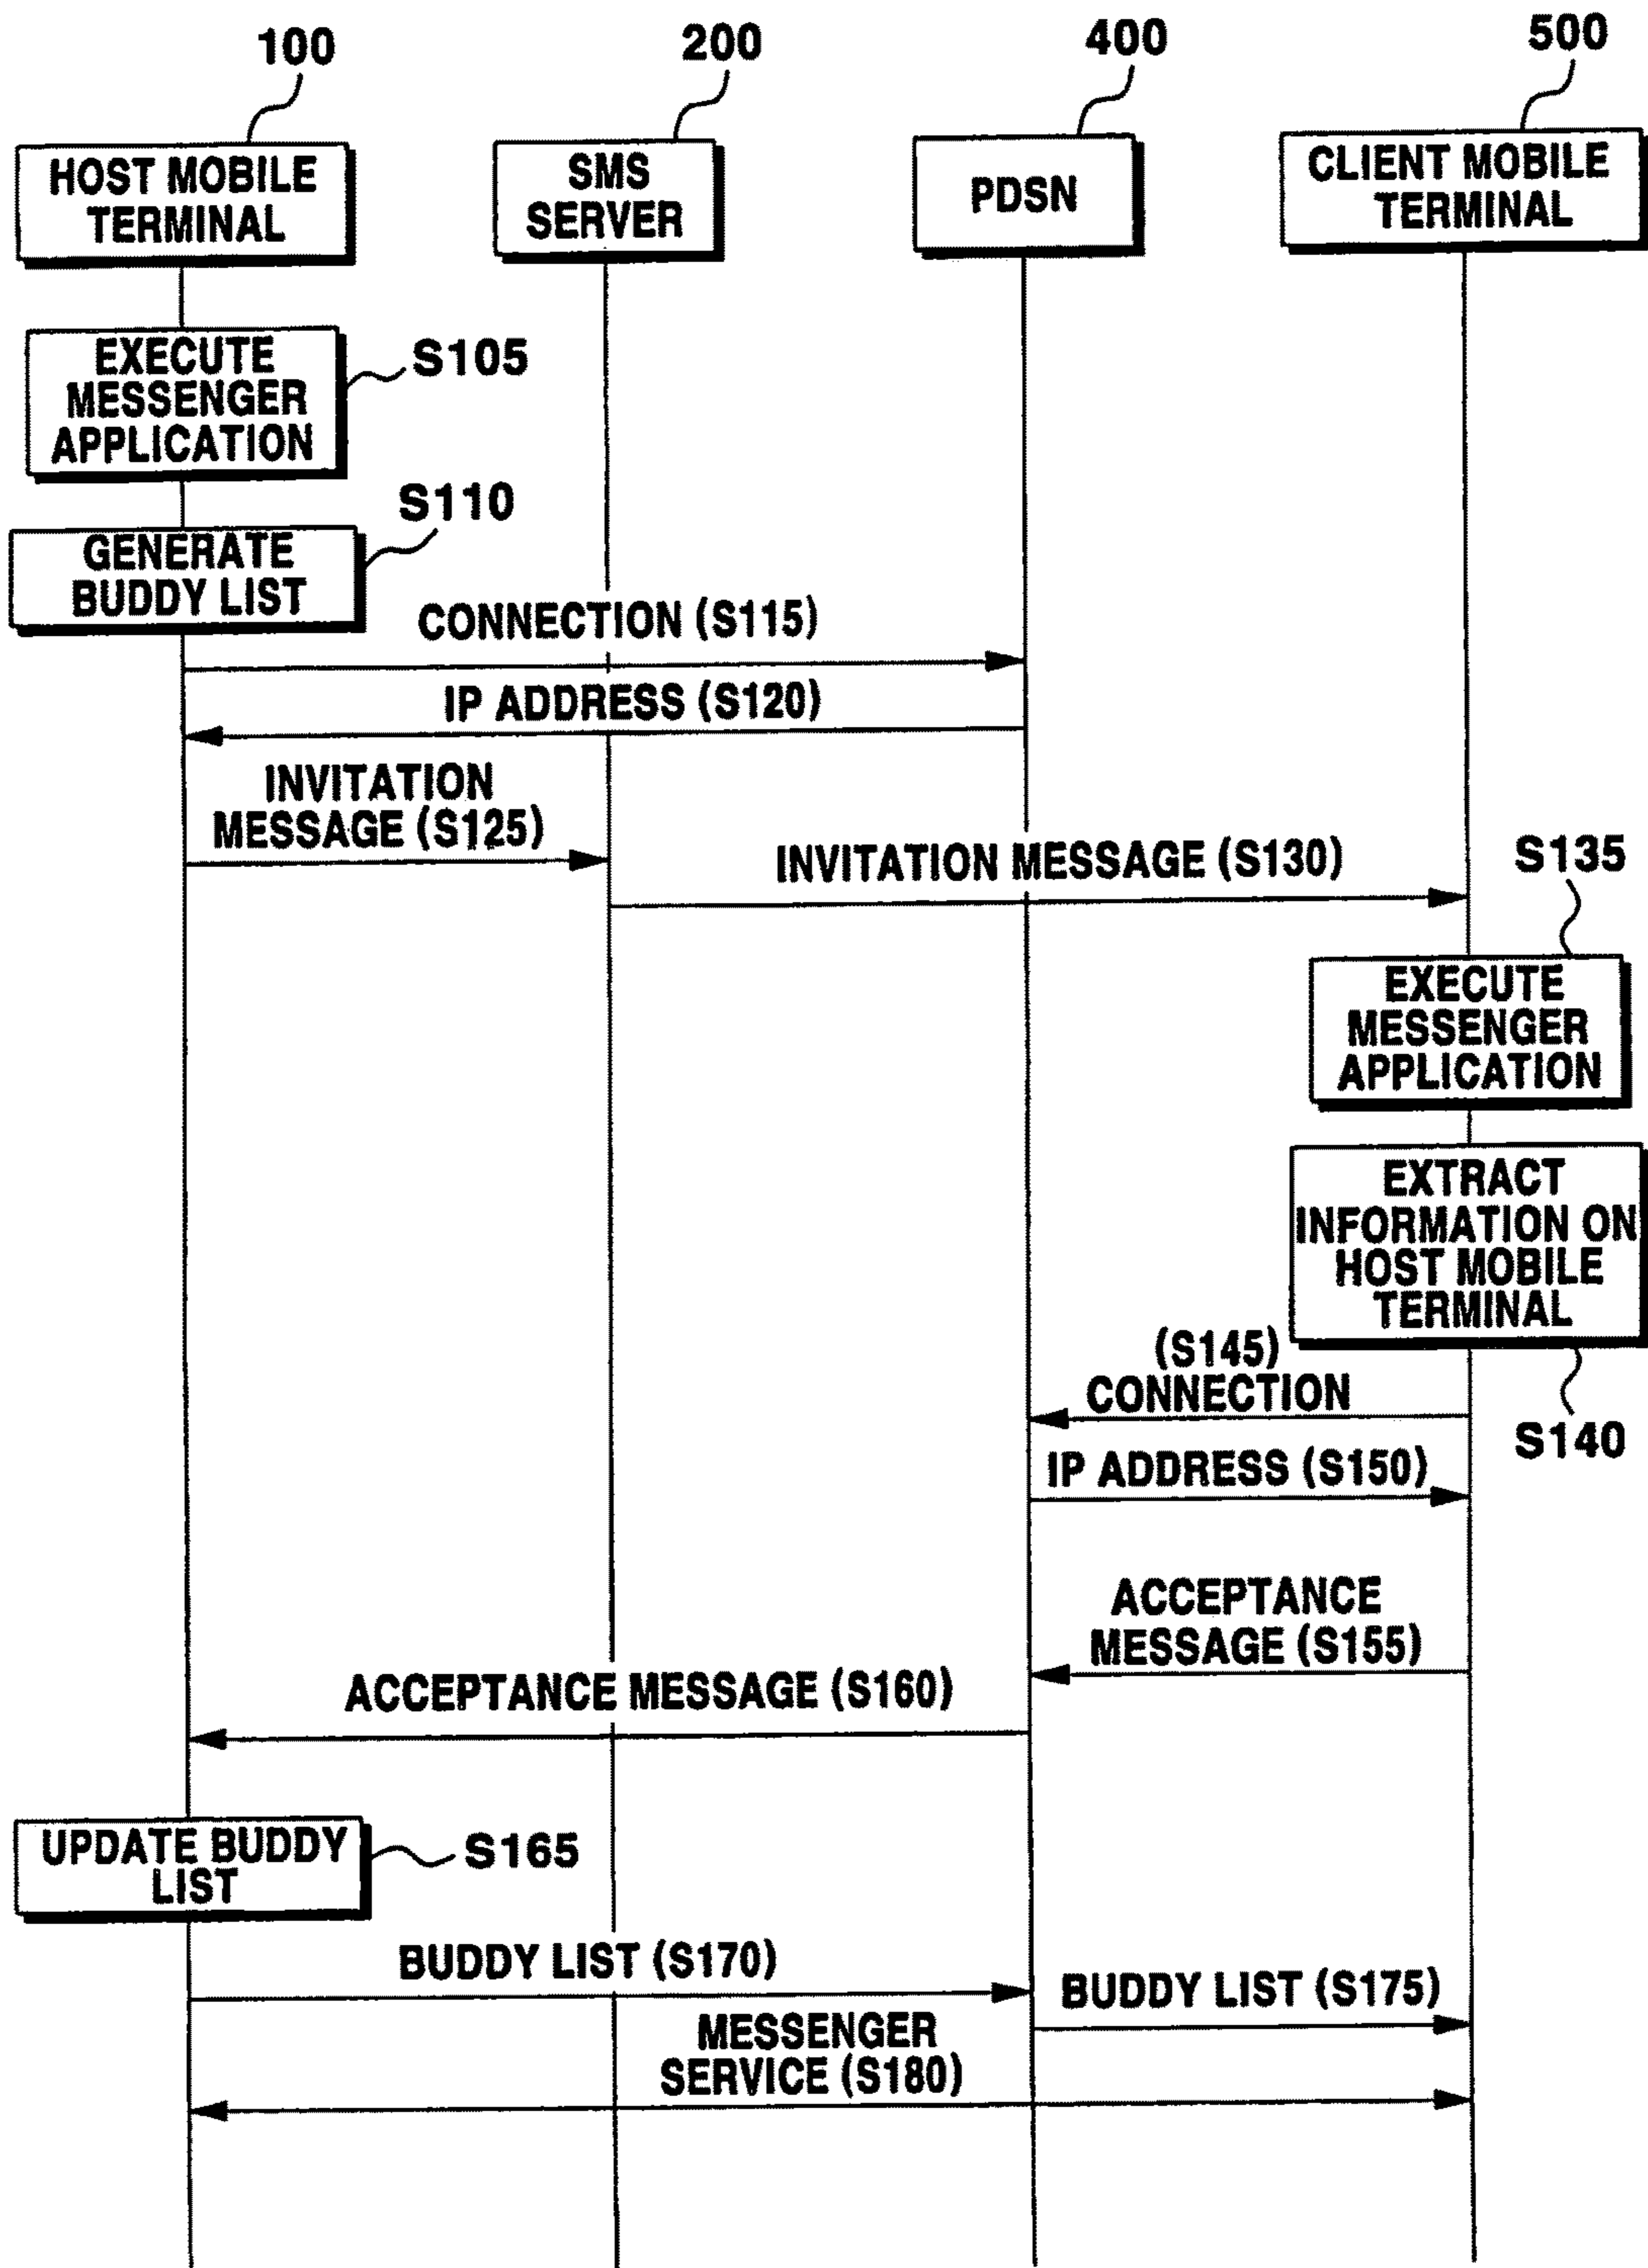 100
200
400
500
HOST MOBILE
TERMINAL
SMS
SERVER
PDSN
CLIENT MOBILE
TERMINAL
EXECUTE
MESSENGER
APPLICATION
S105
S110
GENERATE
BUDDY LIST
CONNECTION (S115)
IP ADDRESS (S120)
INVITATION
MESSAGE (S125)
INVITATION MESSAGE (S130)
S135
EXECUTE
MESSENGER
APPLICATION
EXTRACT
INFORMATION ON
HOST MOBILE
TERMINAL
(S145)
CONNECTION
S140
IP ADDRESS (S150)
ACCEPTANCE
MESSAGE (S155)
ACCEPTANCE MESSAGE (S160)
UPDATE BUDDY
LIST
S165
BUDDY LIST (S170)
BUDDY LIST (S175)
MESSENGER
SERVICE (S180)